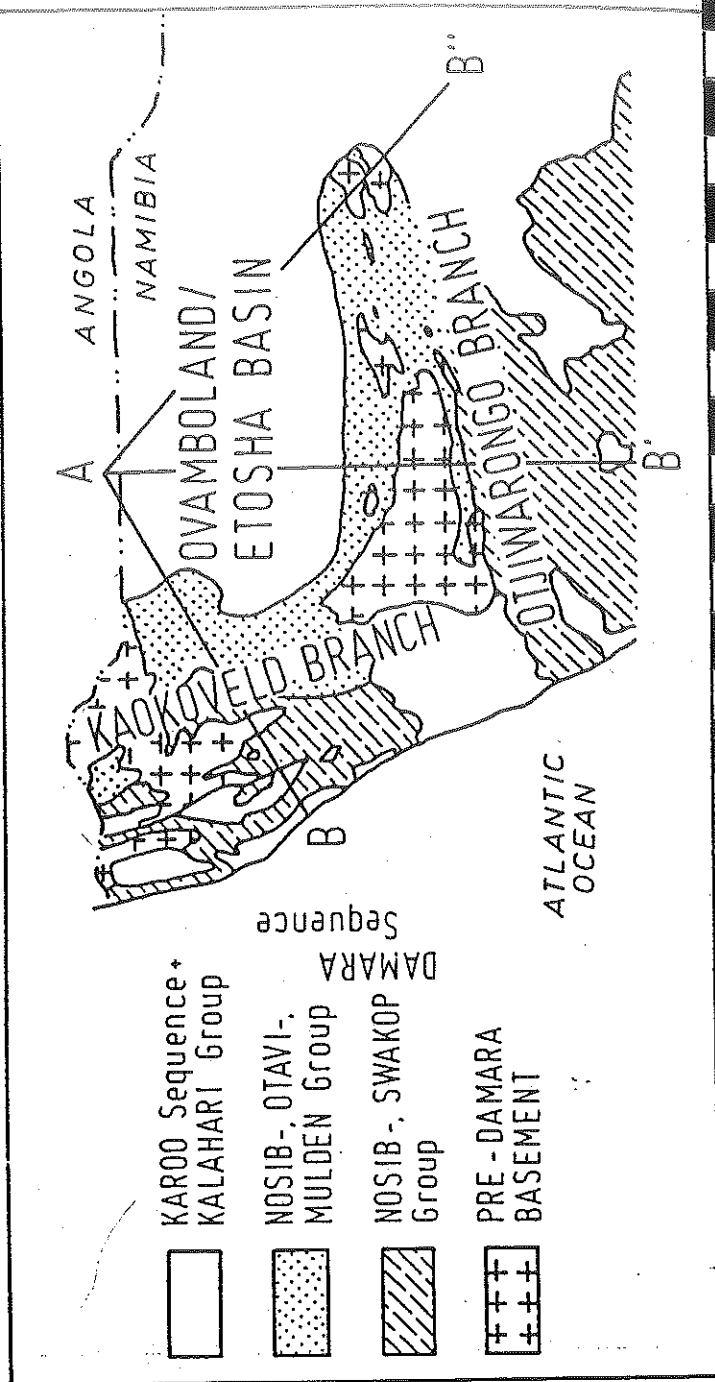 ANGOLA
NAMIBIA
A
OVAMBOLAND/
ETOSHA BASIN
KAOKOVELD BRANCH
OTJIWARONGO BRANCH
B
B'
B''
ATLANTIC
OCEAN
KAROO Sequence+
KALAHARI Group
NOSIB-, OTAVI-,
MULDEN Group
NOSIB-, SWAKOP
Group
PRE-DAMARA
BASEMENT
DAMARA
Sequence